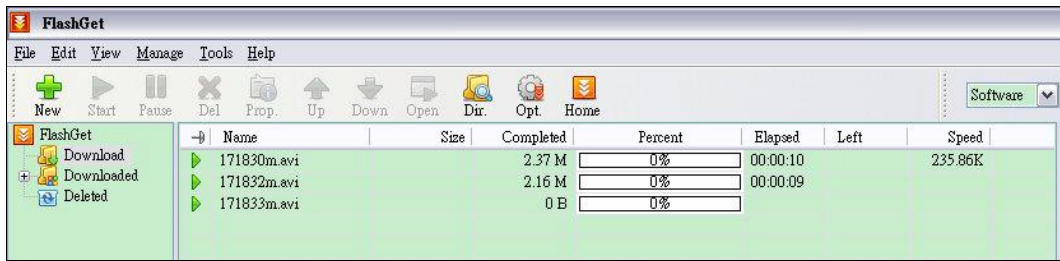 FlashGet
File Edit View Manage Tools Help
New Start Pause Del Prop. Up Down Open Dir. Opt. Home Software
FlashGet
Download
Downloaded
Deleted
Name Size Completed Percent Elapsed Left Speed
171830m.avi 2.37 M 0% 00:00:10 235.86K
171832m.avi 2.16 M 0% 00:00:09
171833m.avi 0 B 0%